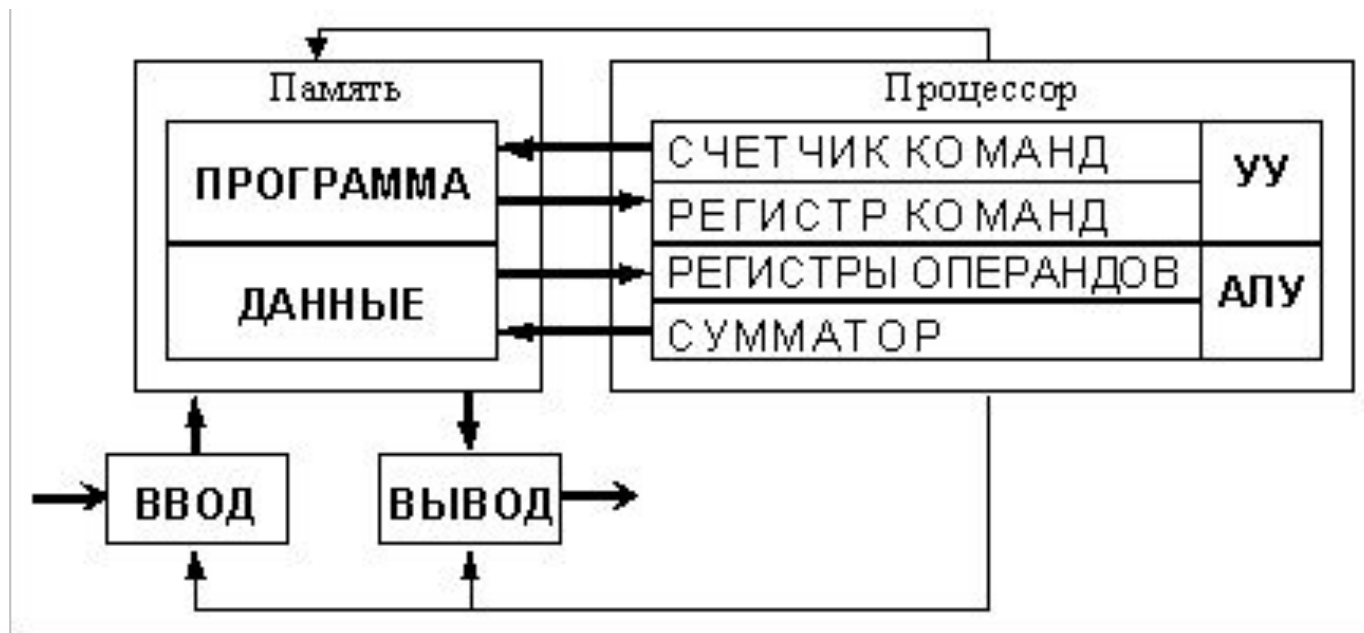 Память
Процессор
ПРОГРАММА
ДАННЫЕ
СЧЕТЧИК КОМАНД
РЕГИСТР КОМАНД
РЕГИСТРЫ ОПЕРАНДОВ
СУММАТОР
УУ
АЛУ
ВВОД
ВЫВОД